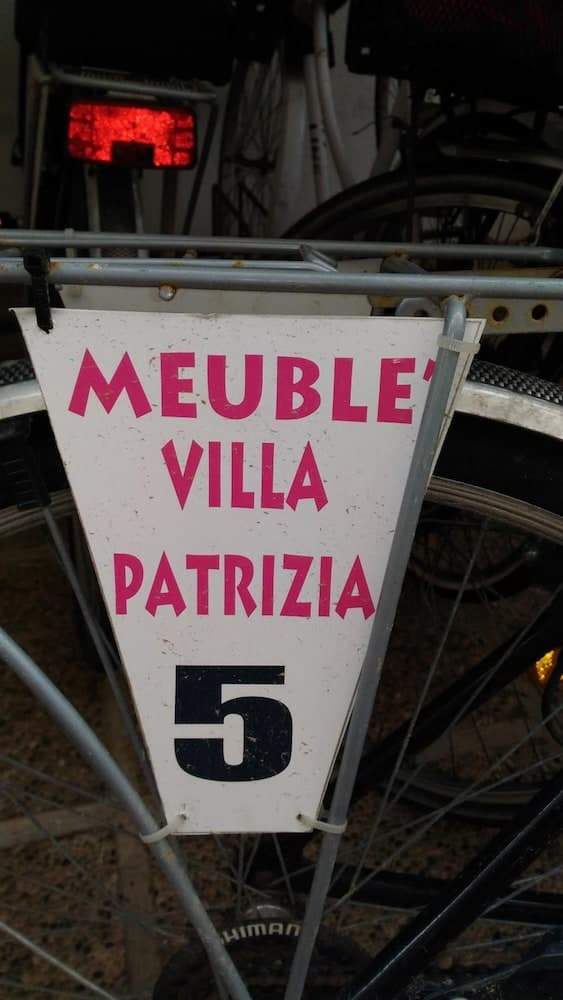 MEUBLE'
VILLA
PATRIZIA
5
SHIMANO